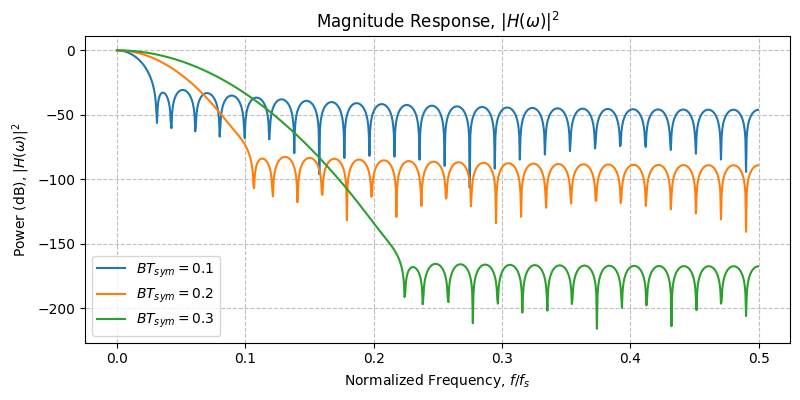 Magnitude Response, |H(ω)|²
Power (dB), |H(ω)|²
0
−50
−100
−150
−200
BT_sym = 0.1
BT_sym = 0.2
BT_sym = 0.3
0.0 0.1 0.2 0.3 0.4 0.5
Normalized Frequency, f/f_s